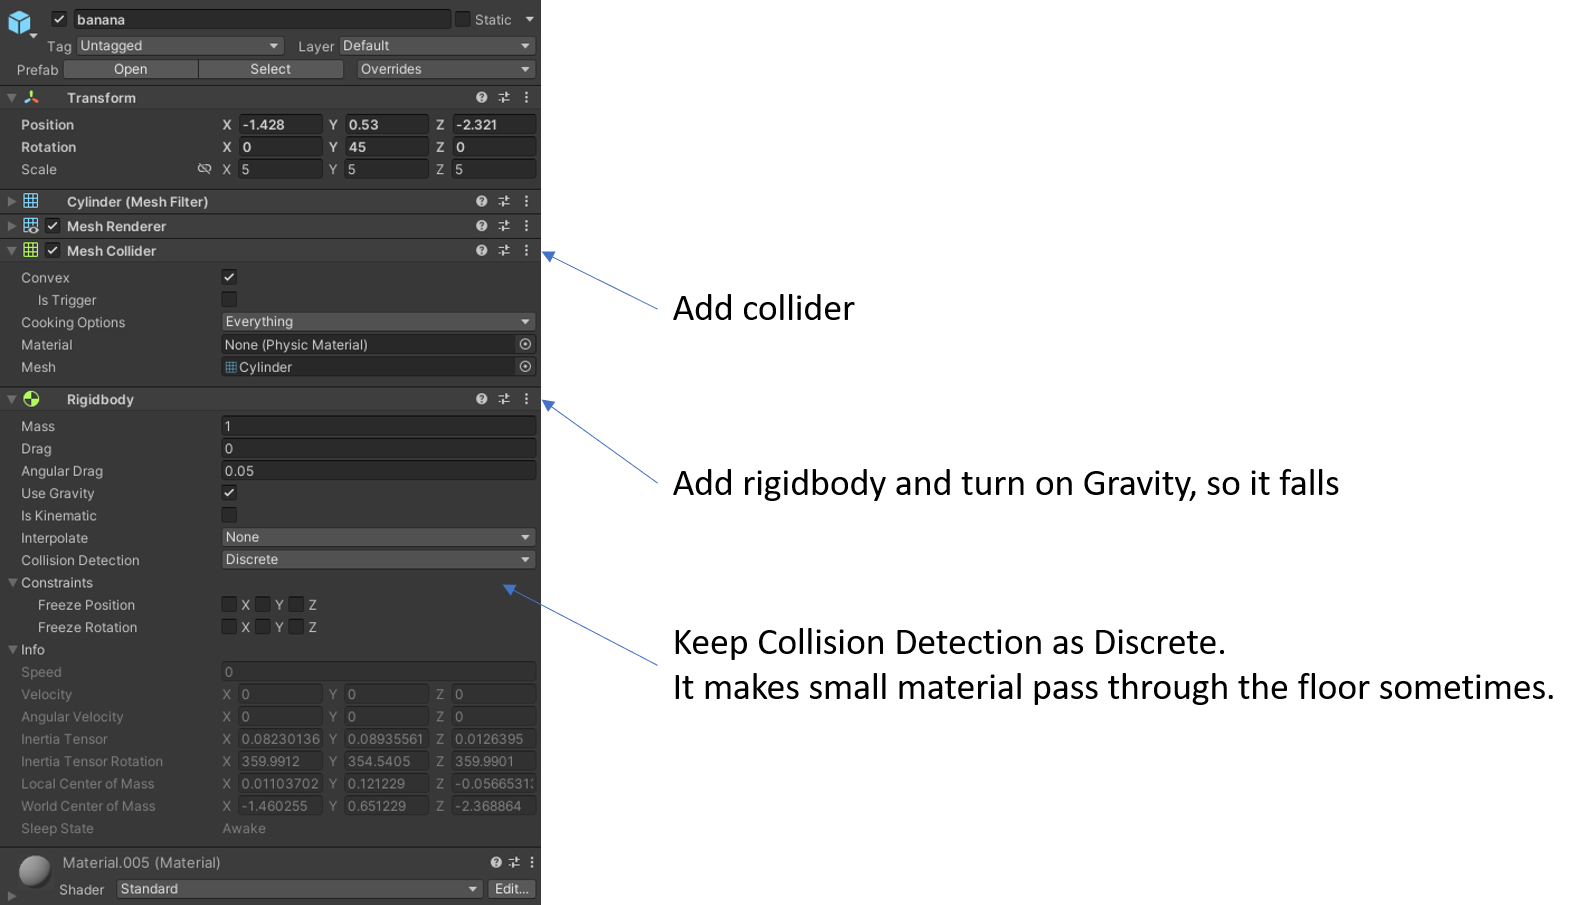 banana Static
Tag Untagged Layer Default
Prefab Open Select Overrides
Transform
Position X -1.428 Y 0.53 Z -2.321
Rotation X 0 Y 45 Z 0
Scale X 5 Y 5 Z 5
Cylinder (Mesh Filter)
Mesh Renderer
Mesh Collider
Convex
Is Trigger
Cooking Options Everything
Material None (Physic Material)
Mesh Cylinder
Rigidbody
Mass 1
Drag 0
Angular Drag 0.05
Use Gravity
Is Kinematic
Interpolate None
Collision Detection Discrete
Constraints
Freeze Position X Y Z
Freeze Rotation X Y Z
Info
Speed 0
Velocity X 0 Y 0 Z 0
Angular Velocity X 0 Y 0 Z 0
Inertia Tensor X 0.08230136 Y 0.08935561 Z 0.0126395
Inertia Tensor Rotation X 359.9912 Y 354.5405 Z 359.9901
Local Center of Mass X 0.01103702 Y 0.121229 Z -0.0566531
World Center of Mass X -1.460255 Y 0.651229 Z -2.368864
Sleep State Awake
Material.005 (Material)
Shader Standard Edit...
Add collider
Add rigidbody and turn on Gravity, so it falls
Keep Collision Detection as Discrete.
It makes small material pass through the floor sometimes.